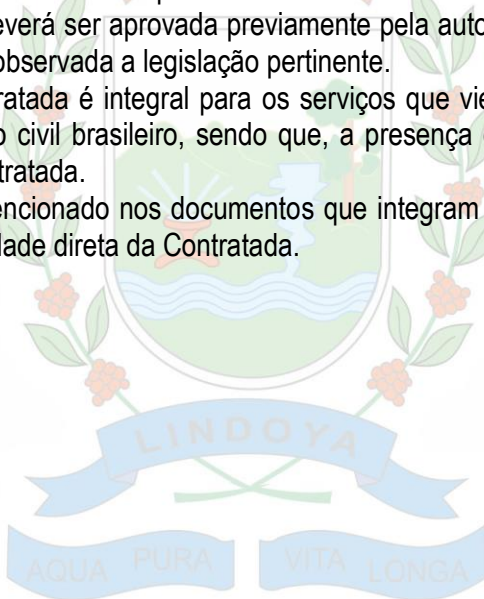 everá ser aprovada previamente pela auto
observada a legislação pertinente.
ratada é integral para os serviços que vie
o civil brasileiro, sendo que, a presença
tratada.
encionado nos documentos que integram
dade direta da Contratada.
LINDOYA
AQUA PURA VITA LONGA